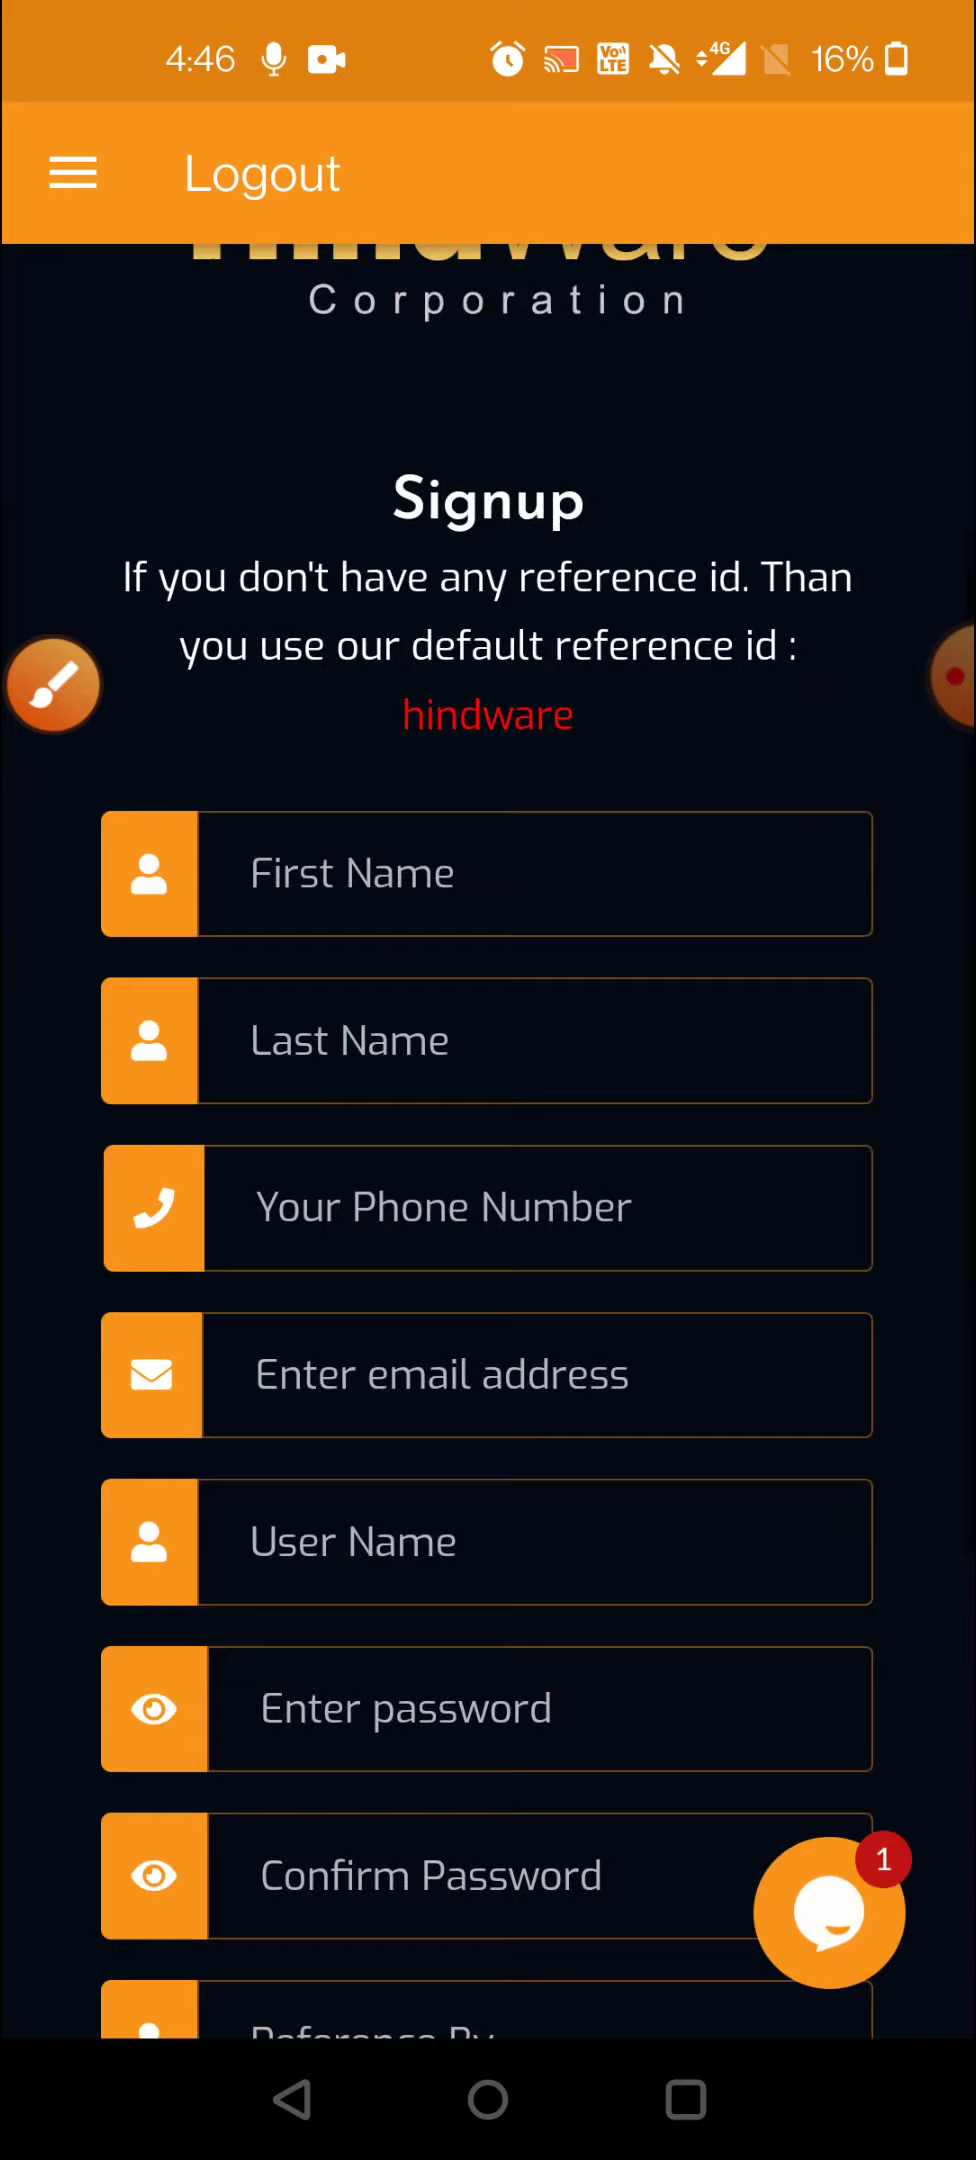 4:46 4G 16%
Logout
Corporation
Signup
If you don't have any reference id. Than
you use our default reference id :
hindware
First Name
Last Name
Your Phone Number
Enter email address
User Name
Enter password
Confirm Password
1